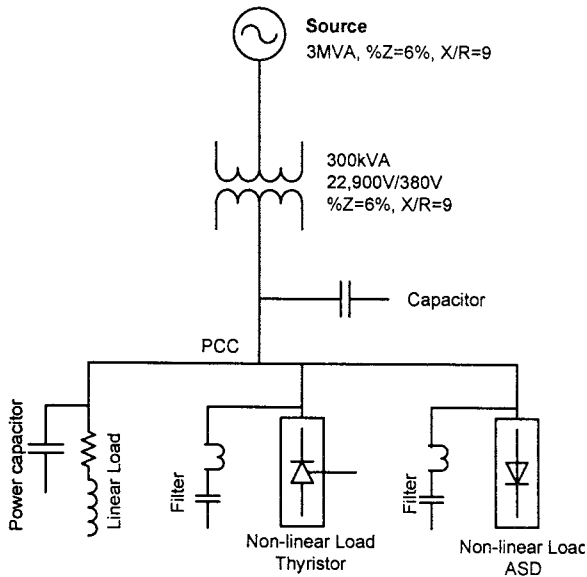 Source
3MVA, %Z=6%, X/R=9
300kVA
22,900V/380V
%Z=6%, X/R=9
Capacitor
PCC
Power capacitor
Linear Load
Filter
Non-linear Load
Thyristor
Filter
Non-linear Load
ASD